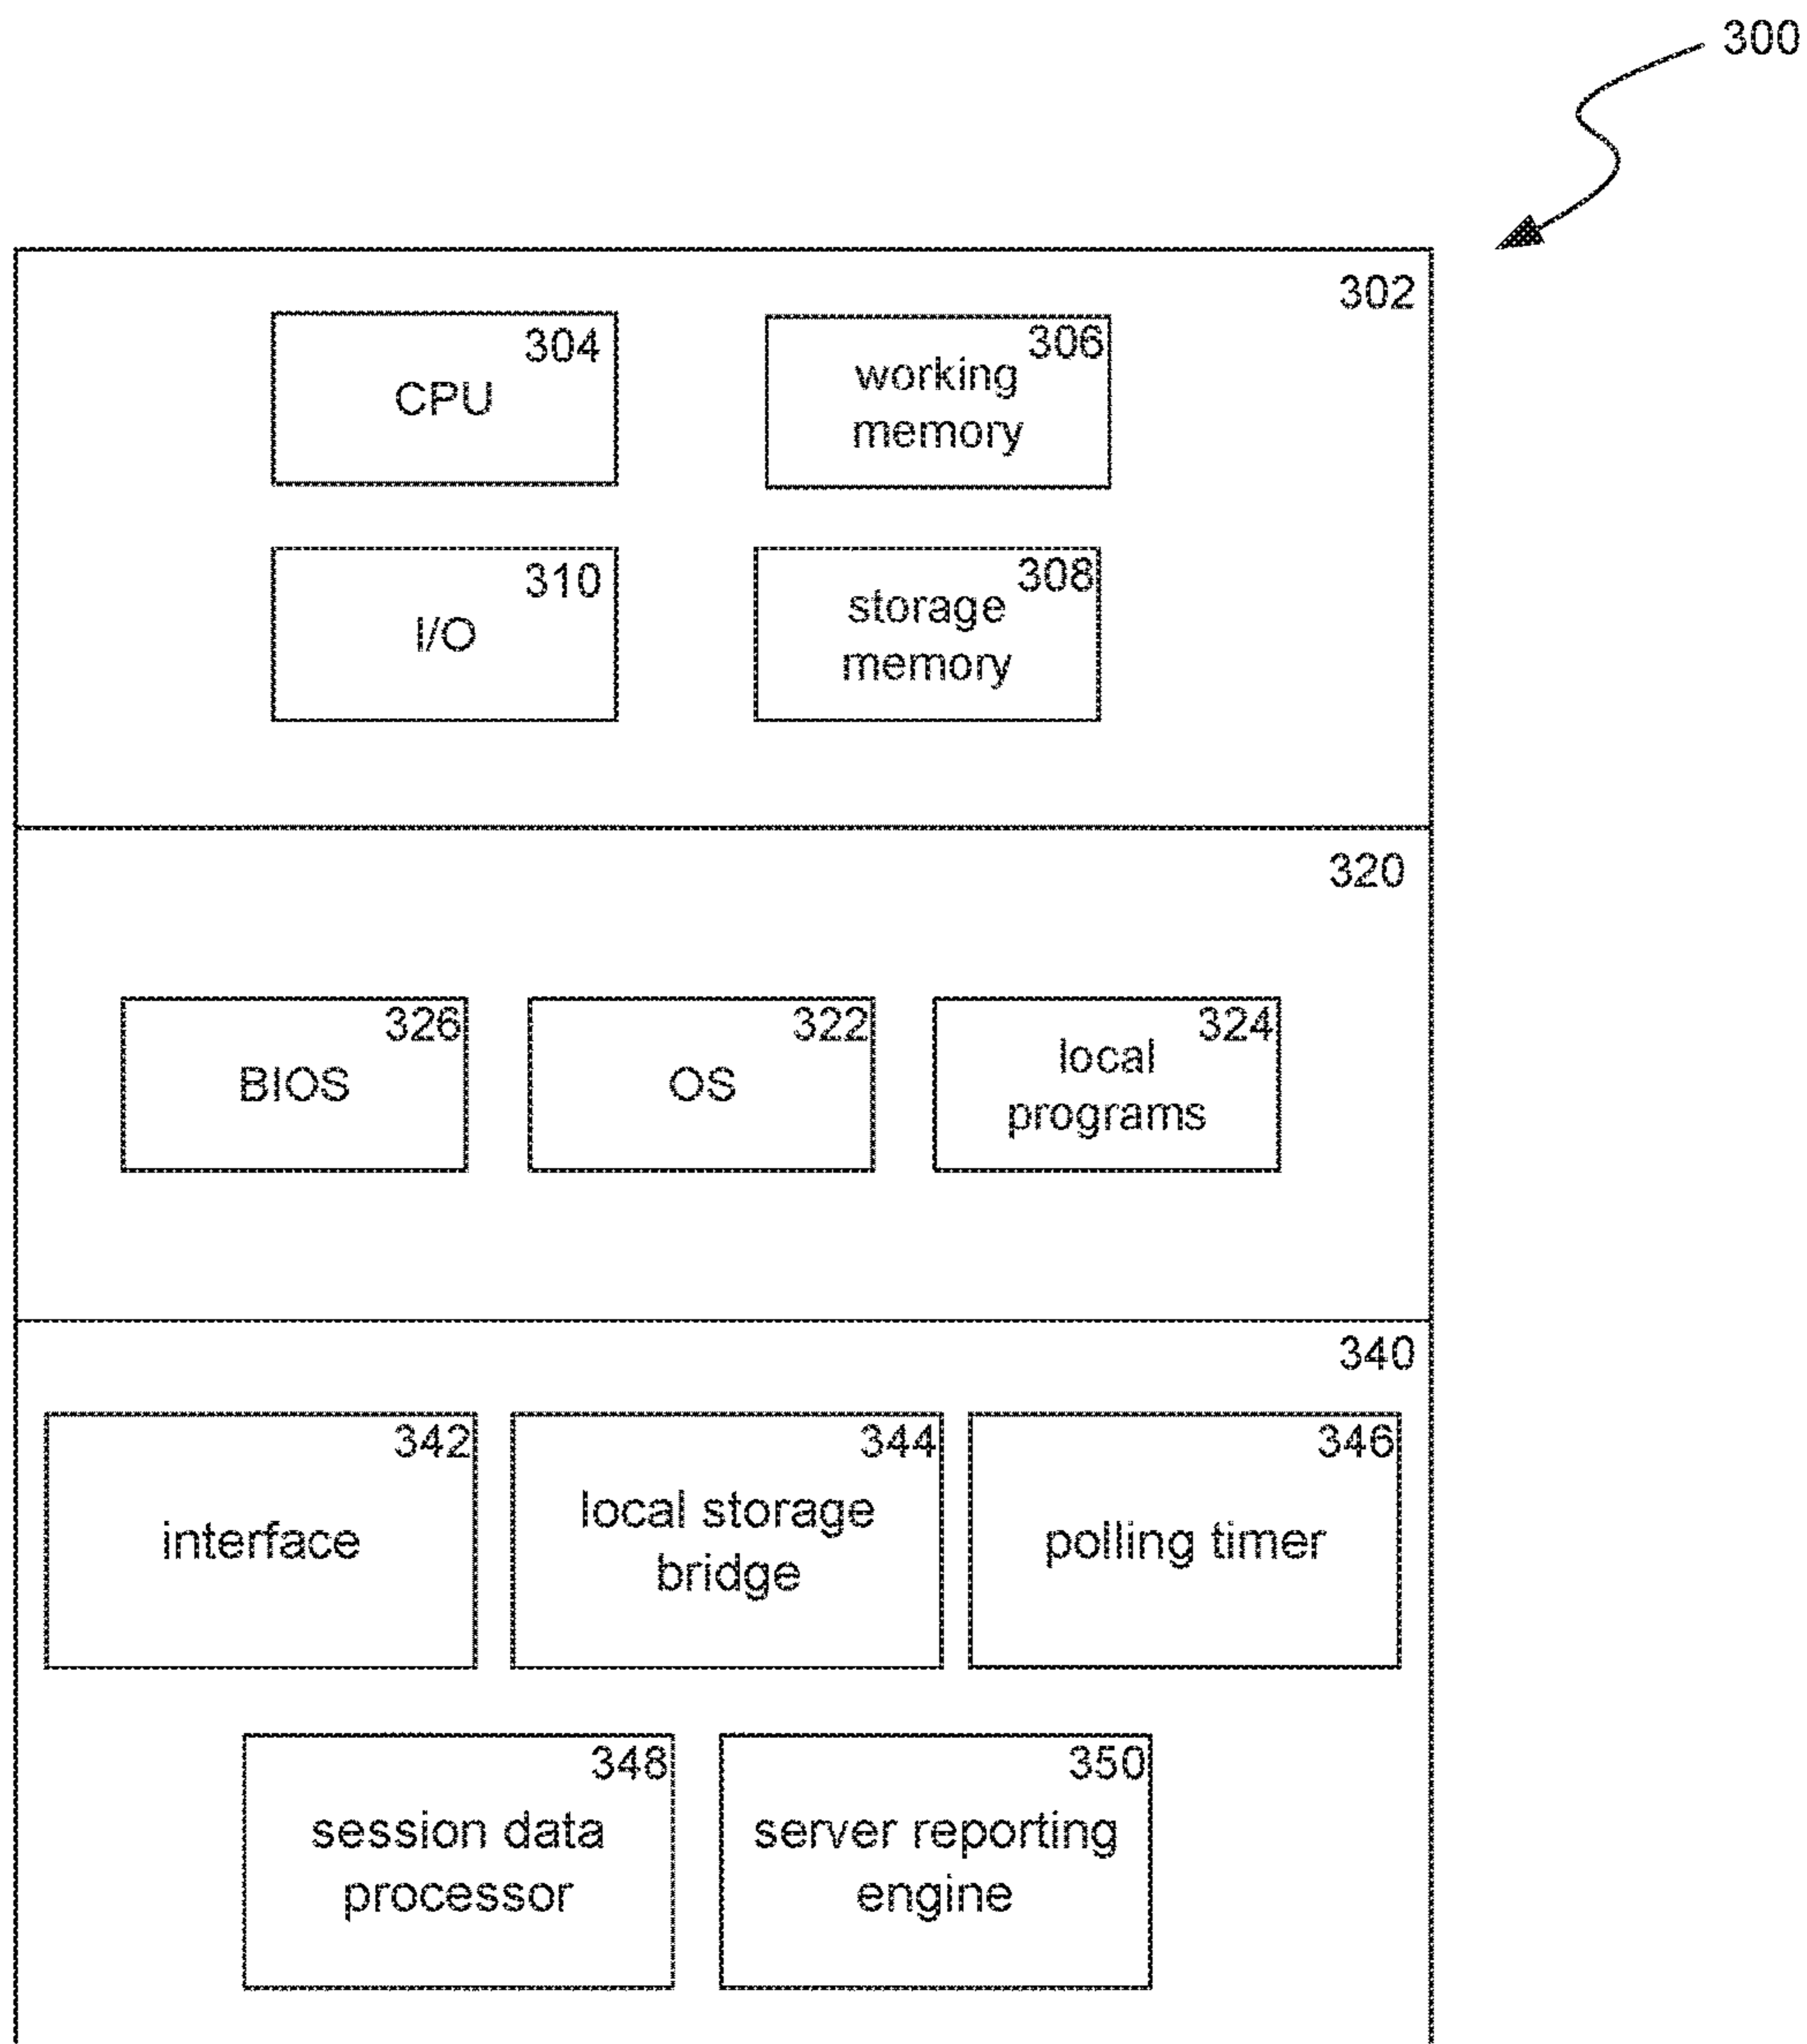 300
302
304
CPU
306
working
memory
310
I/O
308
storage
memory
320
326
BIOS
322
OS
324
local
programs
340
342
interface
344
local storage
bridge
346
polling timer
348
session data
processor
350
server reporting
engine